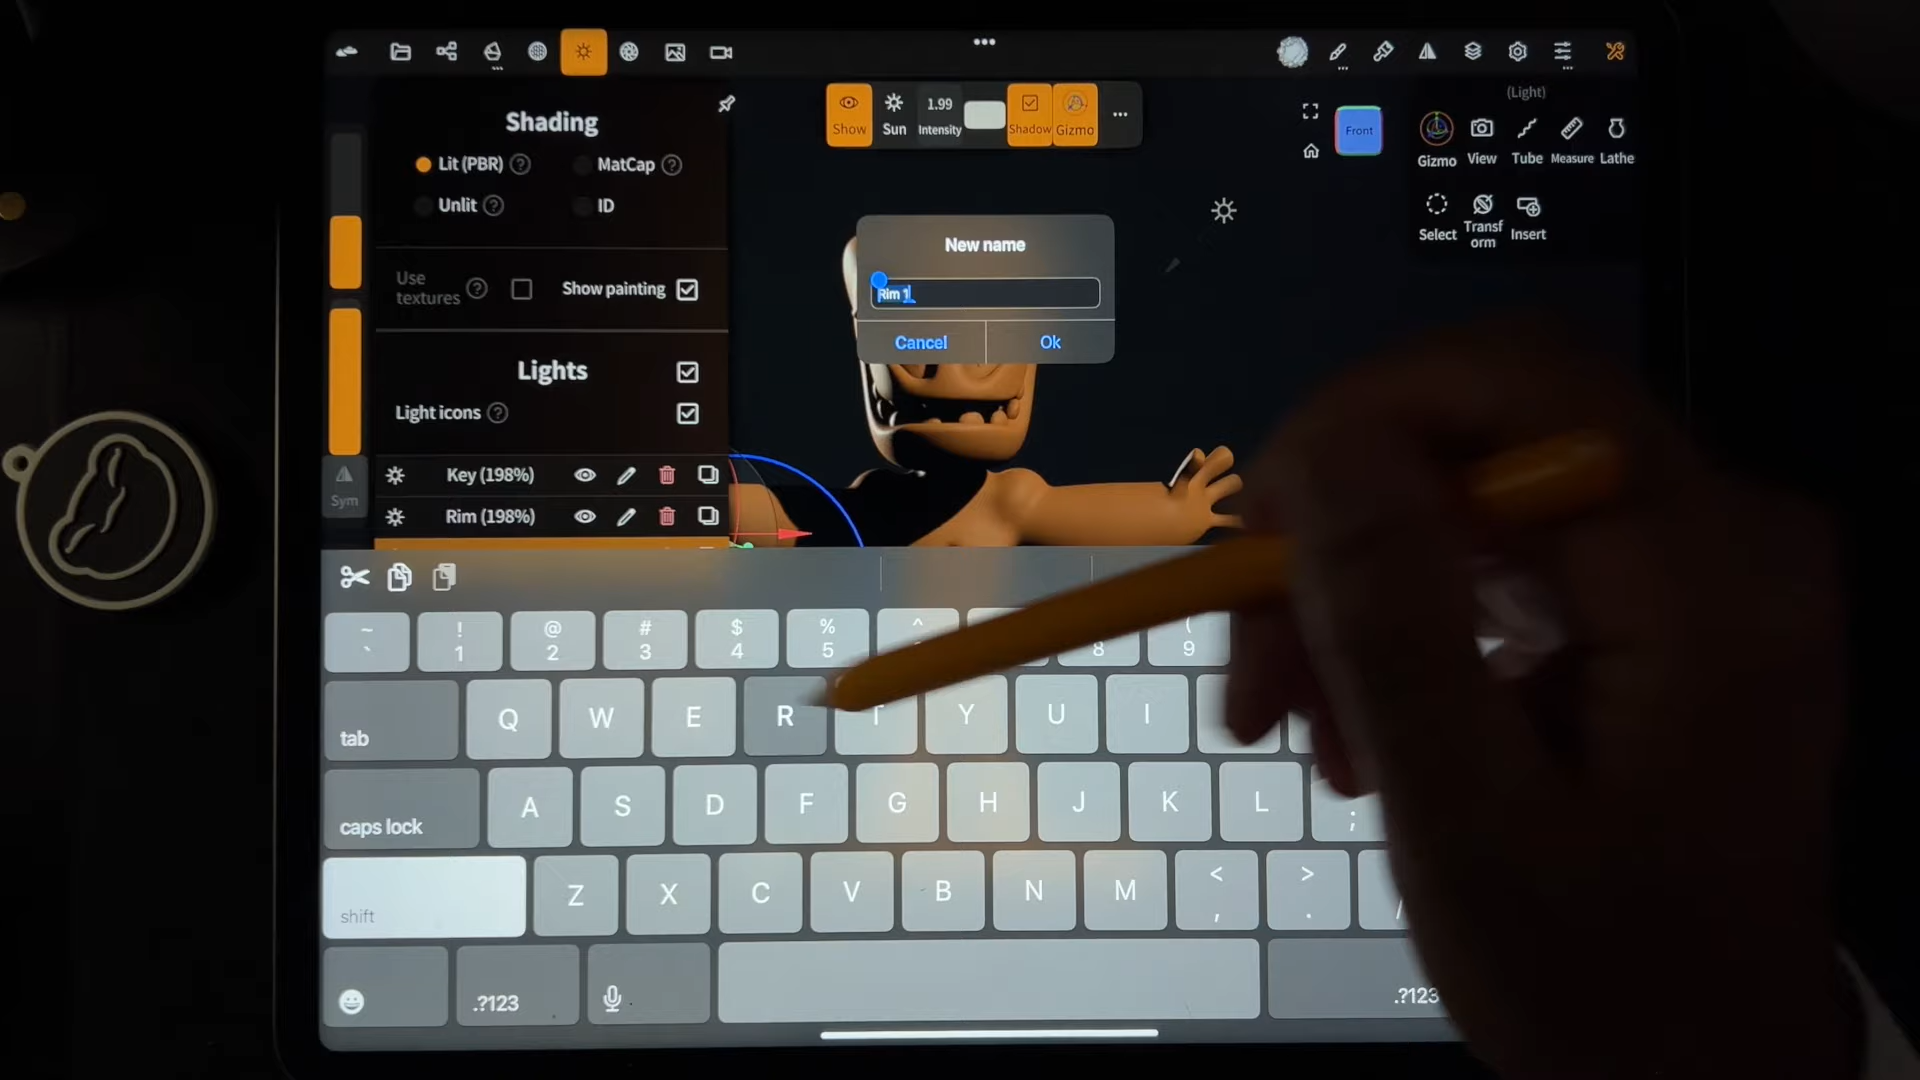 (Light)
Shading
Show
Sun
1.99
Intensity
Shadow
Gizmo
Front
Gizmo
View
Tube
Measure
Lathe
Lit (PBR)
MatCap
Unlit
ID
Select
Transf
orm
Insert
New name
Rim 1
Cancel
Ok
Use
textures
Show painting
Lights
Light icons
Key (198%)
Sym
Rim (198%)
~
`
!
1
@
2
#
3
$
4
%
5
^
8
(
9
tab
Q
W
E
R
T
Y
U
I
caps lock
A
S
D
F
G
H
J
K
L
;
shift
Z
X
C
V
B
N
M
<
,
>
.
/
.?123
.?123